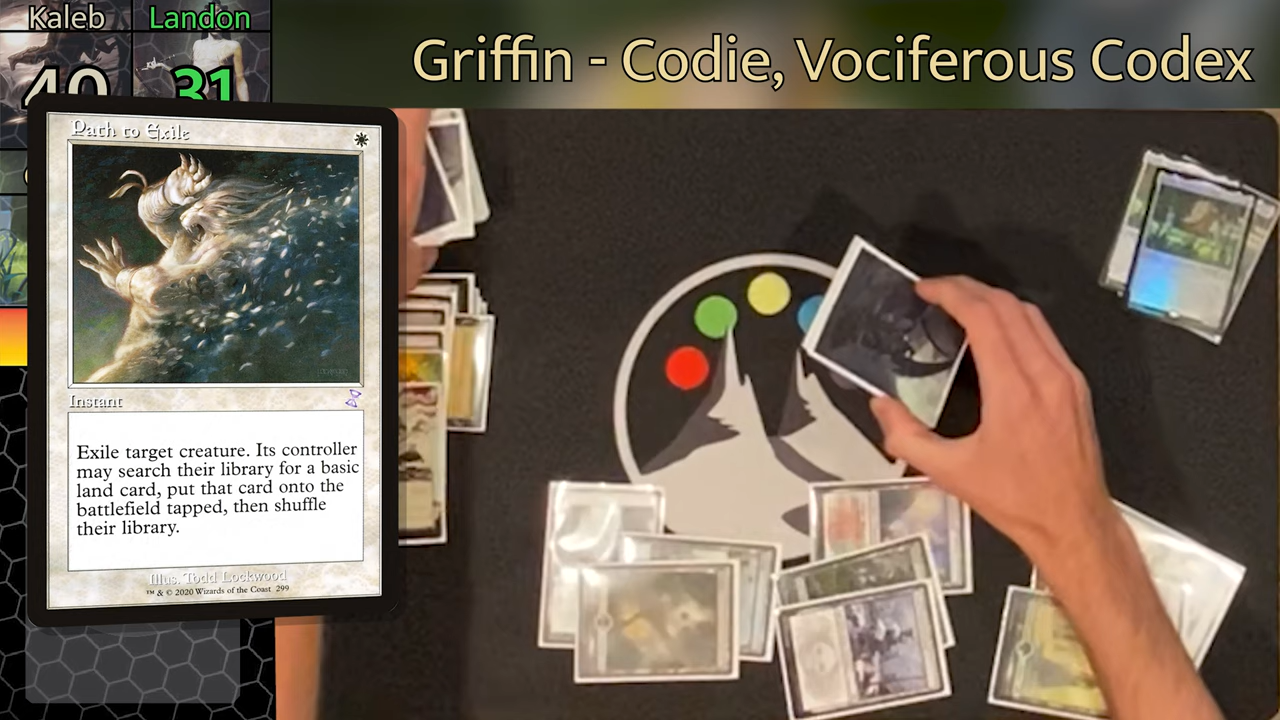 Kaleb
Landon
Griffin - Codie, Vociferous Codex
40
31
Path to Exile
Instant
Exile target creature. Its controller
may search their library for a basic
land card, put that card onto the
battlefield tapped, then shuffle
their library.
Illus. Todd Lockwood
™ & © 2020 Wizards of the Coast 299